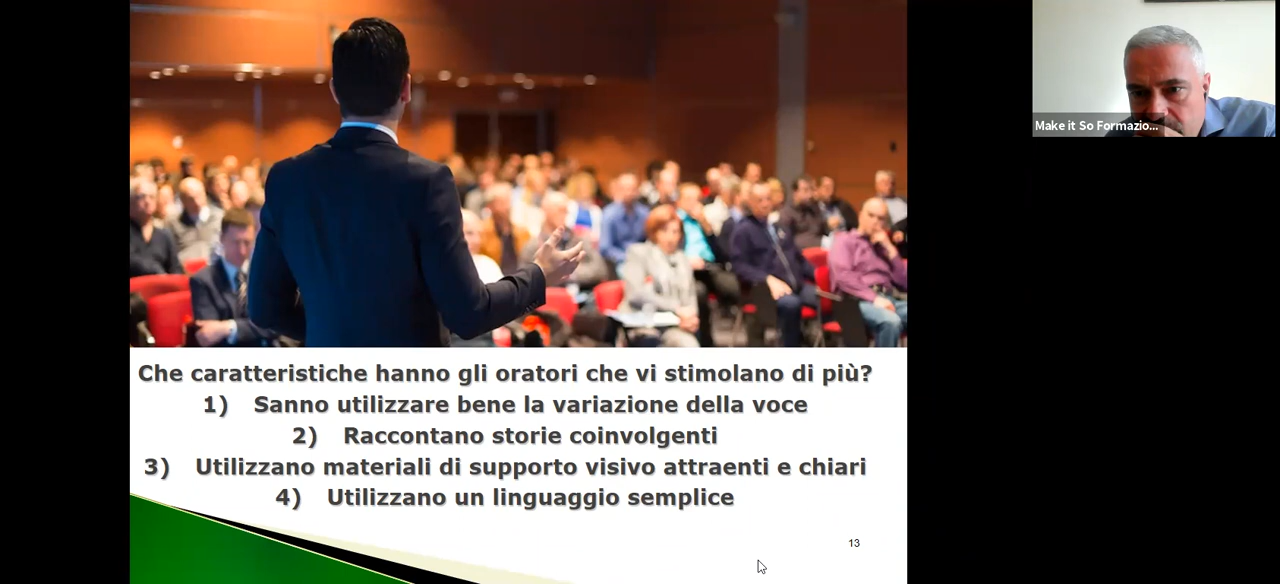 Make it So Formazio...
Che caratteristiche hanno gli oratori che vi stimolano di più?
1) Sanno utilizzare bene la variazione della voce
2) Raccontano storie coinvolgenti
3) Utilizzano materiali di supporto visivo attraenti e chiari
4) Utilizzano un linguaggio semplice
13